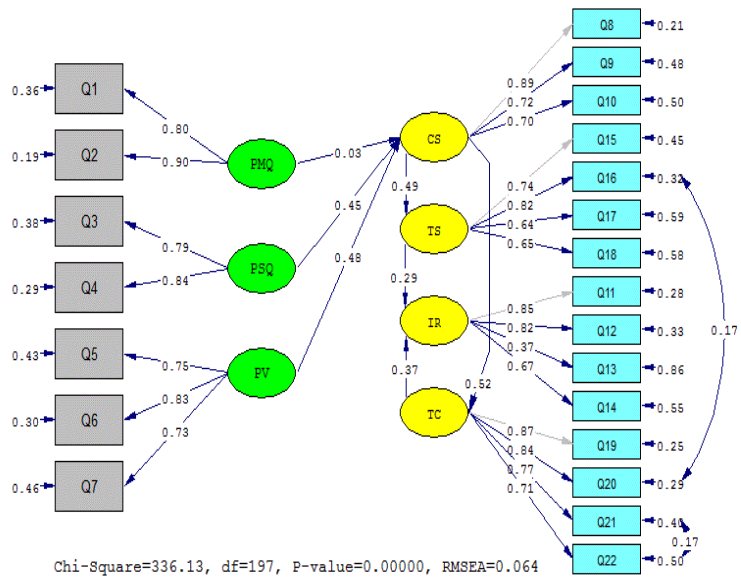 Q8 0.21
Q9 0.48
0.36 Q1 0.89
0.72 Q10 0.50
0.80 0.70
Q15 0.45
0.19 Q2 0.90 PMQ 0.03 CS
Q16 0.32
0.74
0.49 0.82
0.38 Q3 0.45 0.64 Q17 0.59
0.79 TS 0.65
Q18 0.58
PSQ 0.48
0.29 Q4 0.84 0.29 Q11 0.28
0.85
IR 0.82 Q12 0.33 0.17
0.37
0.43 Q5 0.75 0.67 Q13 0.86
PV 0.37
0.83 0.52 Q14 0.55
0.30 Q6 0.73 TC
0.87 Q19 0.25
0.84
0.46 Q7 0.77 Q20 0.29
0.71
Q21 0.40
0.17
Q22 0.50
Chi-Square=336.13, df=197, P-value=0.00000, RMSEA=0.064